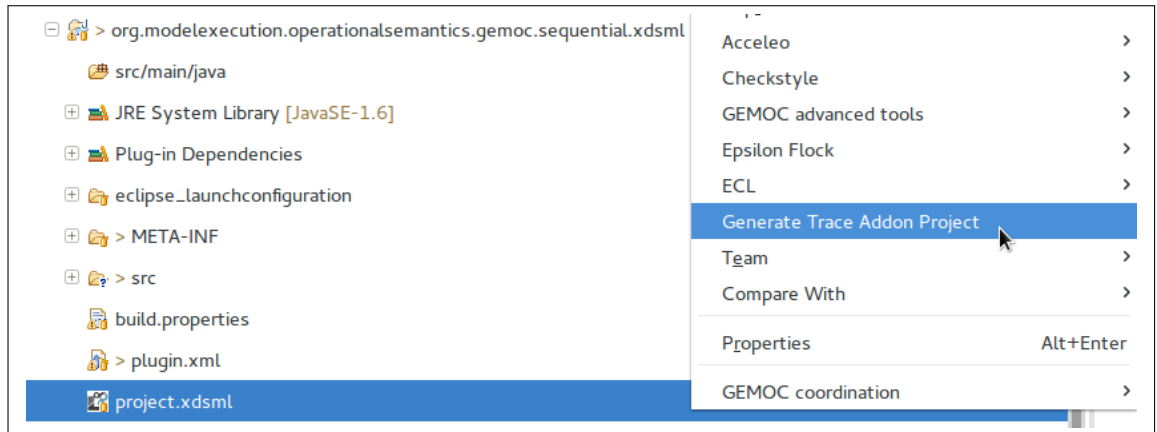 > org.modelexecution.operationalsemantics.gemoc.sequential.xdsml
src/main/java
JRE System Library [JavaSE-1.6]
Plug-in Dependencies
eclipse_launchconfiguration
> META-INF
> src
build.properties
> plugin.xml
project.xdsml
Acceleo
Checkstyle
GEMOC advanced tools
Epsilon Flock
ECL
Generate Trace Addon Project
Team
Compare With
Properties Alt+Enter
GEMOC coordination